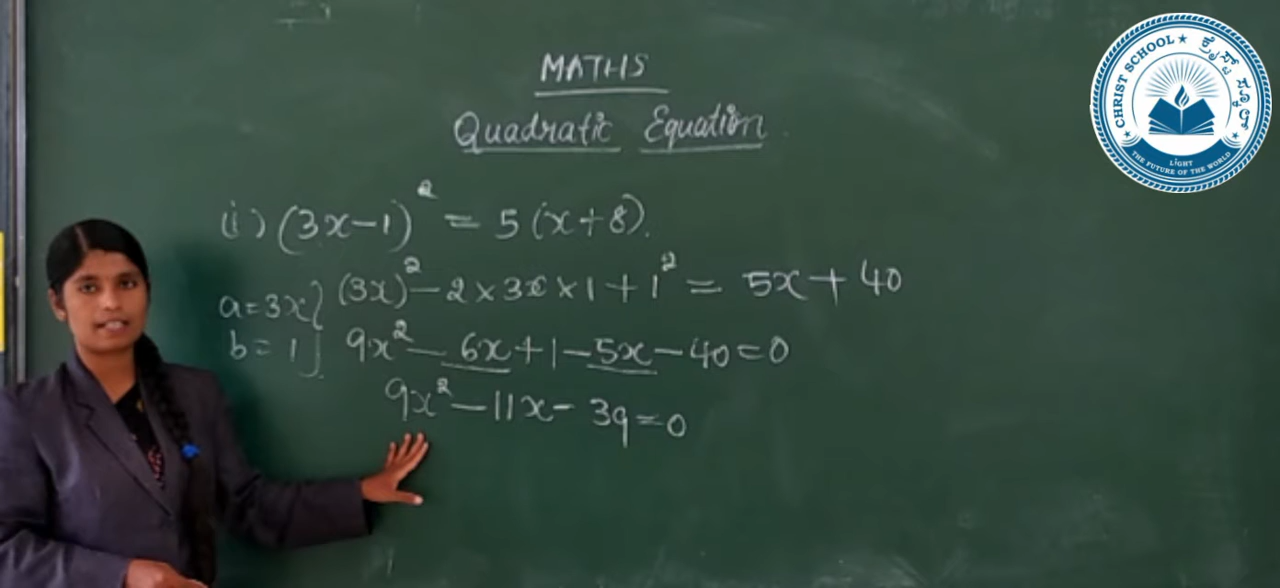 MATHS
Quadratic Equation
(i) (3x-1)² = 5(x+8).
a=3x} (3x)² - 2×3x×1+1² = 5x+40
b=1} 9x² - 6x+1-5x-40=0
9x² - 11x - 39=0
CHRIST SCHOOL ★ ಕ್ರೈಸ್ಟ್ ಸ್ಕೂಲ್
LIGHT
THE FUTURE OF THE WORLD